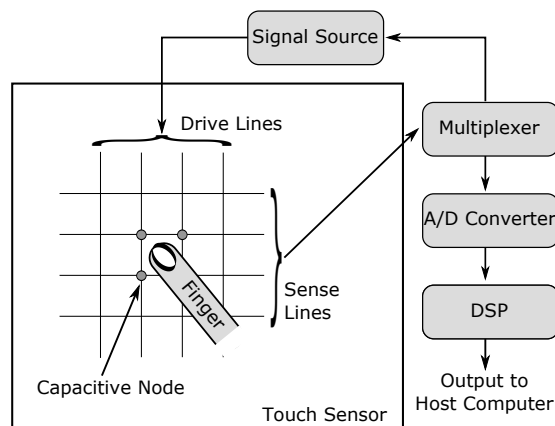 Signal Source
Drive Lines
Multiplexer
A/D Converter
Sense
Lines
Finger
DSP
Capacitive Node
Output to
Host Computer
Touch Sensor